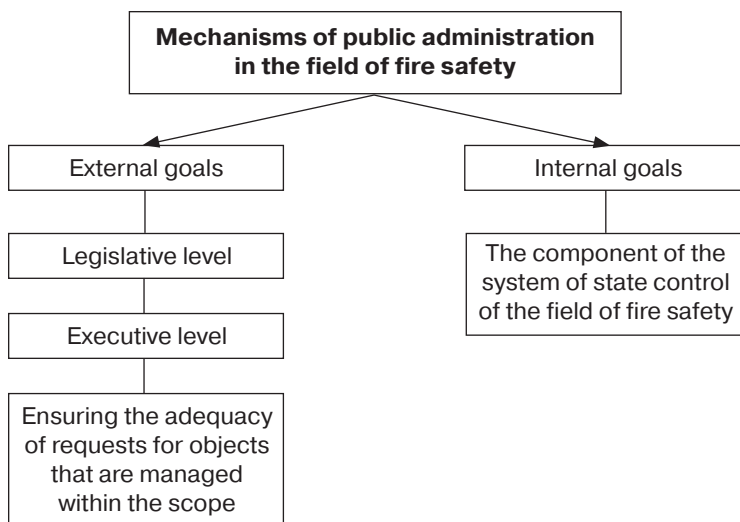 Mechanisms of public administration
in the field of fire safety
External goals
Internal goals
Legislative level
The component of the
system of state control
of the field of fire safety
Executive level
Ensuring the adequacy
of requests for objects
that are managed
within the scope